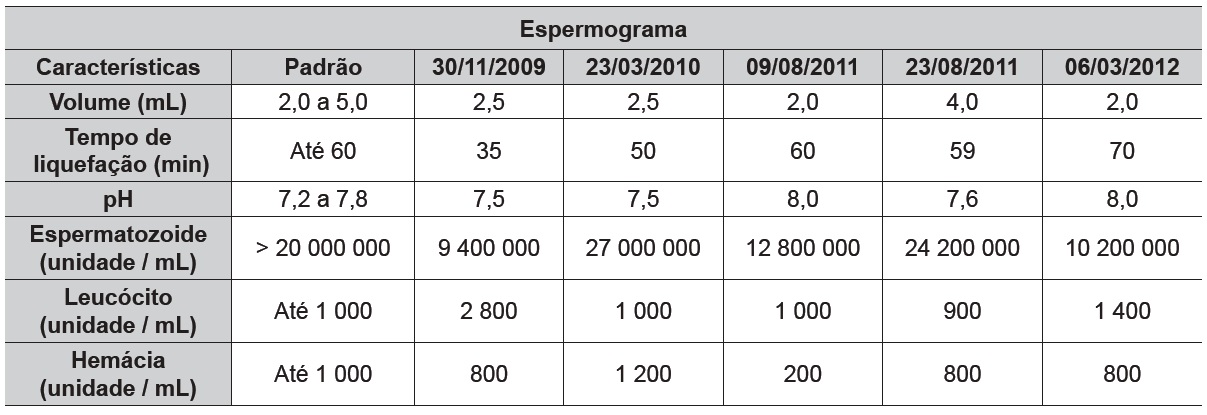 Espermograma
Características Padrão 30/11/2009 23/03/2010 09/08/2011 23/08/2011 06/03/2012
Volume (mL) 2,0 a 5,0 2,5 2,5 2,0 4,0 2,0
Tempo de
liquefação (min) Até 60 35 50 60 59 70
pH 7,2 a 7,8 7,5 7,5 8,0 7,6 8,0
Espermatozoide
(unidade / mL) > 20 000 000 9 400 000 27 000 000 12 800 000 24 200 000 10 200 000
Leucócito
(unidade / mL) Até 1 000 2 800 1 000 1 000 900 1 400
Hemácia
(unidade / mL) Até 1 000 800 1 200 200 800 800